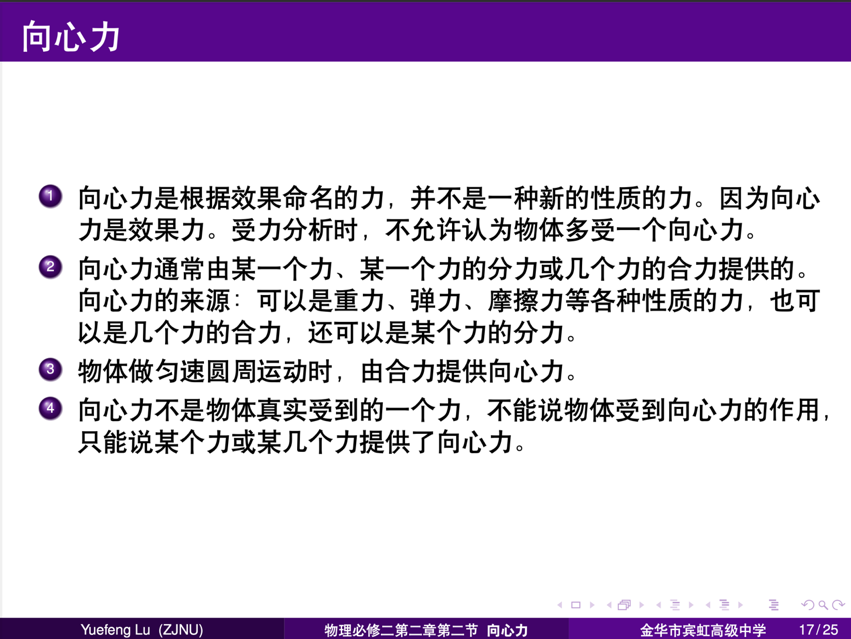 向心力
1 向心力是根据效果命名的力，并不是一种新的性质的力。因为向心
力是效果力。受力分析时，不允许认为物体多受一个向心力。
2 向心力通常由某一个力、某一个力的分力或几个力的合力提供的。
向心力的来源：可以是重力、弹力、摩擦力等各种性质的力，也可
以是几个力的合力，还可以是某个力的分力。
3 物体做匀速圆周运动时，由合力提供向心力。
4 向心力不是物体真实受到的一个力，不能说物体受到向心力的作用，
只能说某个力或某几个力提供了向心力。
Yuefeng Lu (ZJNU) 物理必修二第二章第二节 向心力 金华市宾虹高级中学 17/25